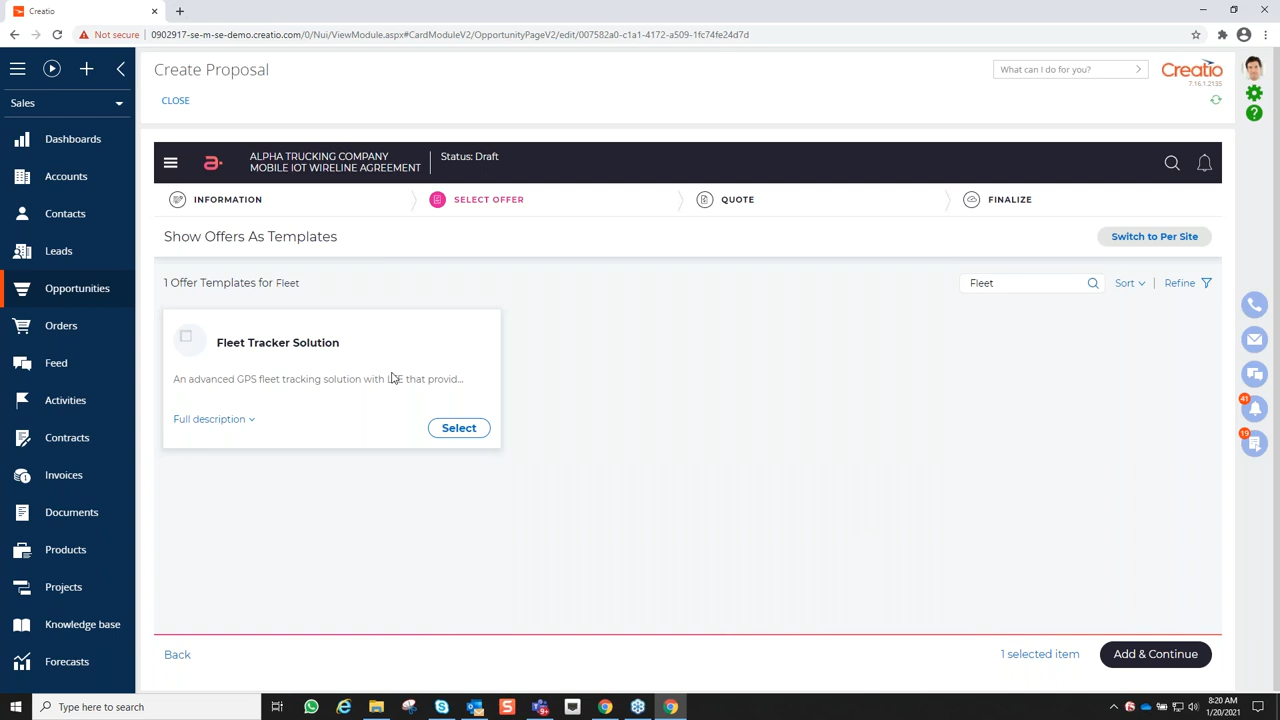 Creatio
Not secure
0902917-se-m-se-demo.creatio.com/0/Nui/ViewModule.aspx#CardModuleV2/OpportunityPageV2/edit/007582a0-c1a1-4172-a509-1fc74fe24d7d
Create Proposal
What can I do for you?
Creatio
7.16.1.2135
CLOSE
Sales
Dashboards
Accounts
Contacts
Leads
Opportunities
Orders
Feed
Activities
Contracts
Invoices
Documents
Products
Projects
Knowledge base
Forecasts
ALPHA TRUCKING COMPANY
MOBILE IOT WIRELINE AGREEMENT
Status: Draft
INFORMATION
SELECT OFFER
QUOTE
FINALIZE
Show Offers As Templates
Switch to Per Site
1 Offer Templates for Fleet
Fleet
Sort
Refine
Fleet Tracker Solution
An advanced GPS fleet tracking solution with LTE that provid...
Full description
Select
Back
1 selected item
Add & Continue
41
19
Type here to search
8:20 AM
1/20/2021